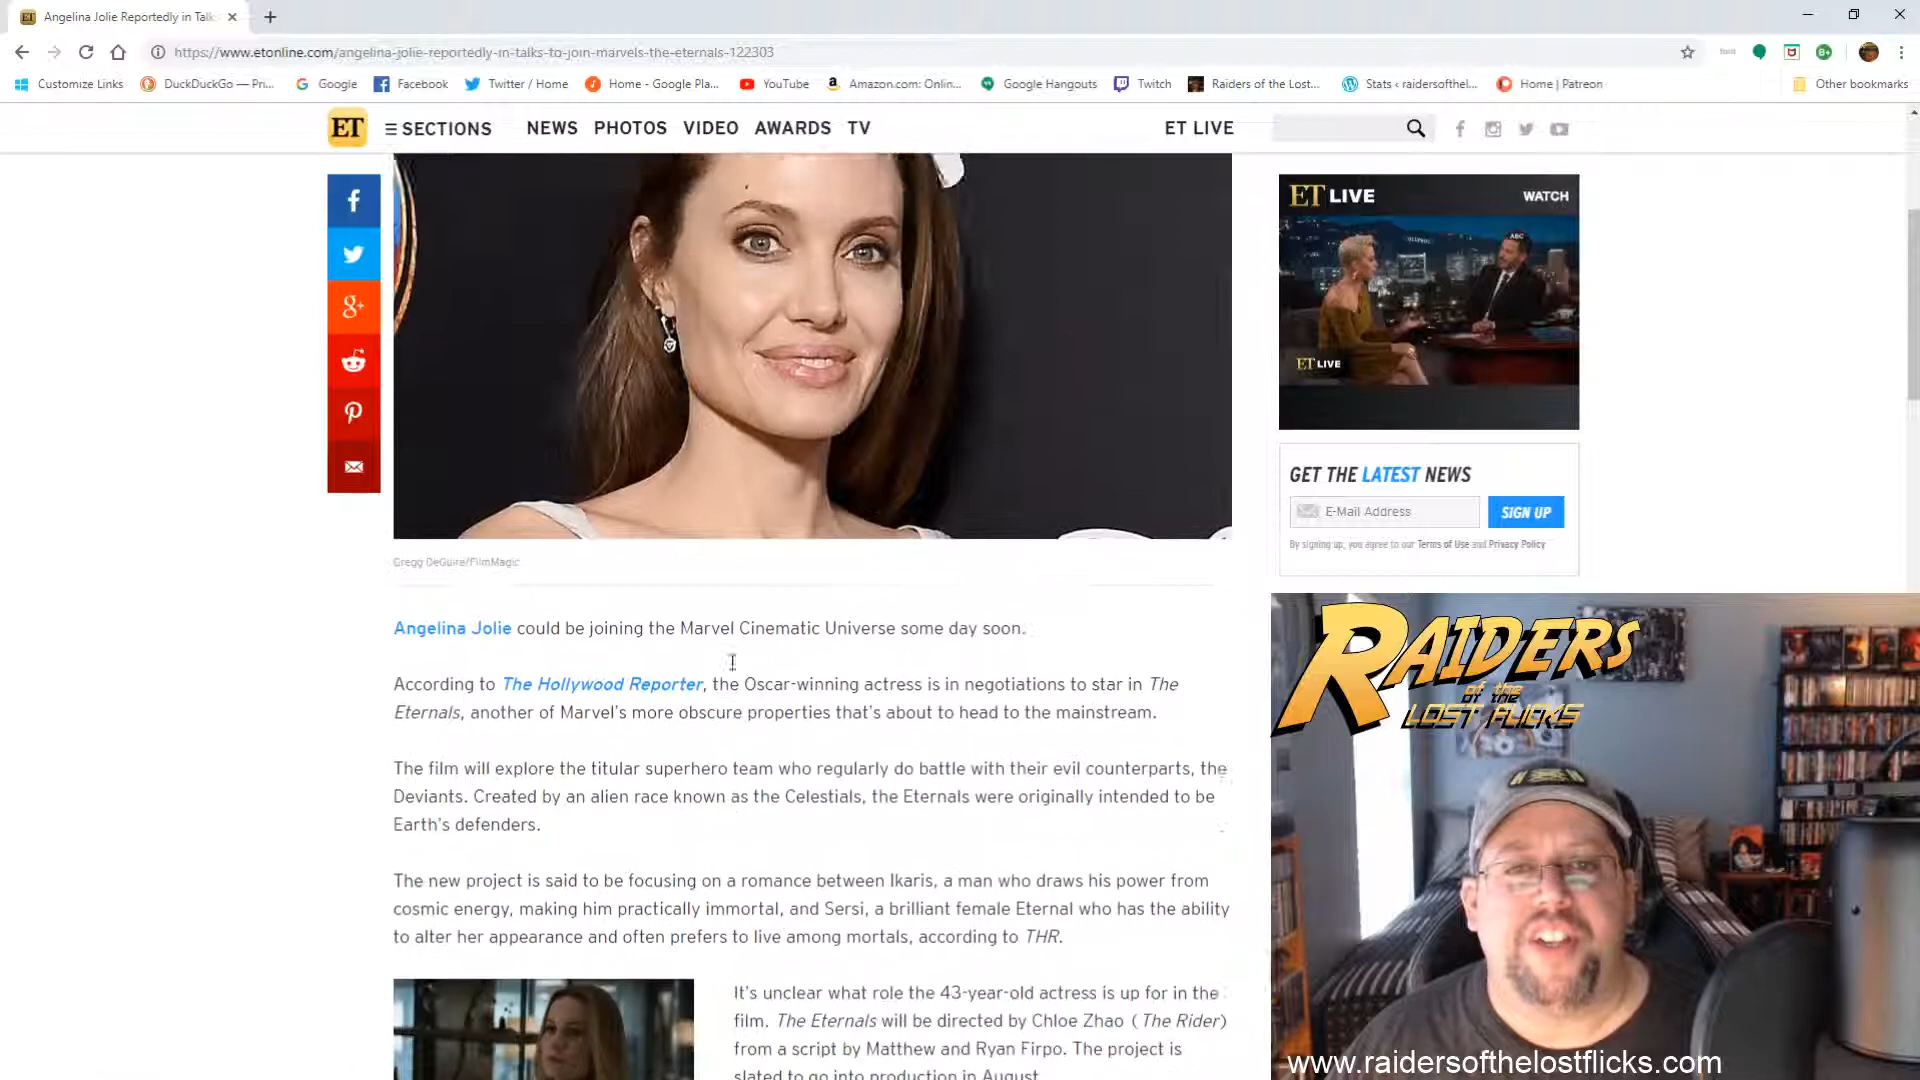 Angelina Jolie Reportedly in Talk
https://www.etonline.com/angelina-jolie-reportedly-in-talks-to-join-marvels-the-eternals-122303
Customize Links DuckDuckGo — Pri... Google Facebook Twitter / Home Home - Google Pla... YouTube Amazon.com: Onlin... Google Hangouts Twitch Raiders of the Lost... Stats ‹ raidersofthel... Home | Patreon Other bookmarks
ET SECTIONS NEWS PHOTOS VIDEO AWARDS TV ET LIVE
ET LIVE WATCH
ABC
ET LIVE
GET THE LATEST NEWS
E-Mail Address SIGN UP
By signing up, you agree to our Terms of Use and Privacy Policy
Gregg DeGuire/FilmMagic
Angelina Jolie could be joining the Marvel Cinematic Universe some day soon.
According to The Hollywood Reporter, the Oscar-winning actress is in negotiations to star in The
Eternals, another of Marvel's more obscure properties that's about to head to the mainstream.
The film will explore the titular superhero team who regularly do battle with their evil counterparts, the
Deviants. Created by an alien race known as the Celestials, the Eternals were originally intended to be
Earth's defenders.
The new project is said to be focusing on a romance between Ikaris, a man who draws his power from
cosmic energy, making him practically immortal, and Sersi, a brilliant female Eternal who has the ability
to alter her appearance and often prefers to live among mortals, according to THR.
It's unclear what role the 43-year-old actress is up for in the
film. The Eternals will be directed by Chloe Zhao (The Rider)
from a script by Matthew and Ryan Firpo. The project is
slated to go into production in August
RAIDERS
of the
LOST FLICKS
www.raidersofthelostflicks.com